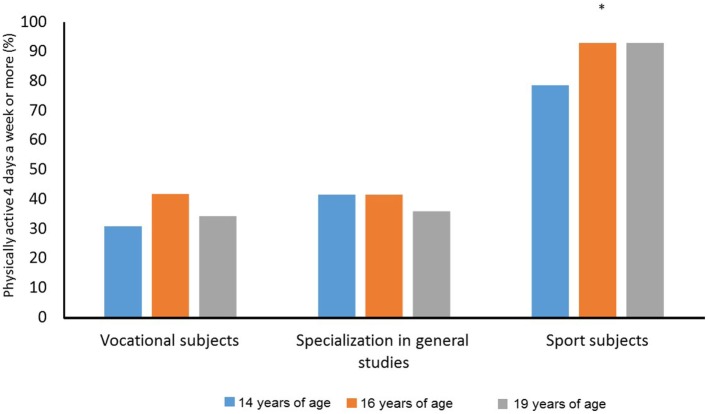 *
Physically active 4 days a week or more (%)
100
90
80
70
60
50
40
30
20
10
0
Vocational subjects
Specialization in general
studies
Sport subjects
14 years of age
16 years of age
19 years of age